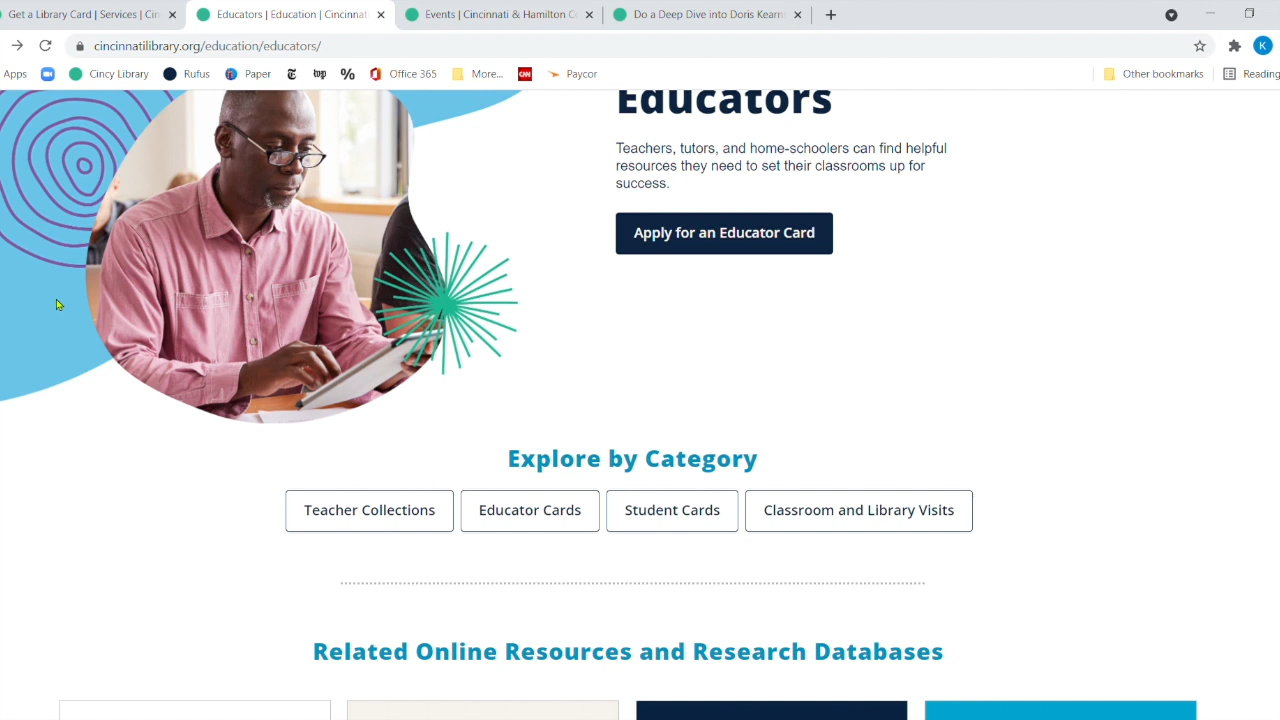 Get a Library Card | Services | Cin
Educators | Education | Cincinnat
Events | Cincinnati & Hamilton Co
Do a Deep Dive into Doris Kearn
cincinnatilibrary.org/education/educators/
K
Apps
Cincy Library
Rufus
Paper
wp
%
Office 365
More...
CNN
Paycor
Other bookmarks
Reading
Educators
Teachers, tutors, and home-schoolers can find helpful
resources they need to set their classrooms up for
success.
Apply for an Educator Card
Explore by Category
Teacher Collections
Educator Cards
Student Cards
Classroom and Library Visits
Related Online Resources and Research Databases